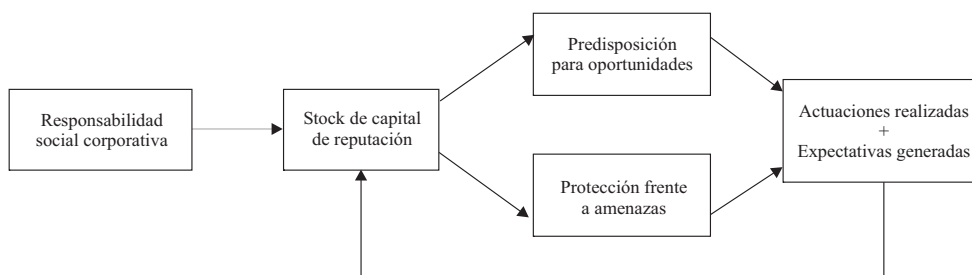 Responsabilidad
social corporativa
Stock de capital
de reputación
Predisposición
para oportunidades
Protección frente
a amenazas
Actuaciones realizadas
+
Expectativas generadas